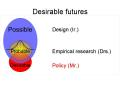 Desirable futures
Possible
Design (Ir.)
Probable
Empirical research (Drs.)
Policy (Mr.)